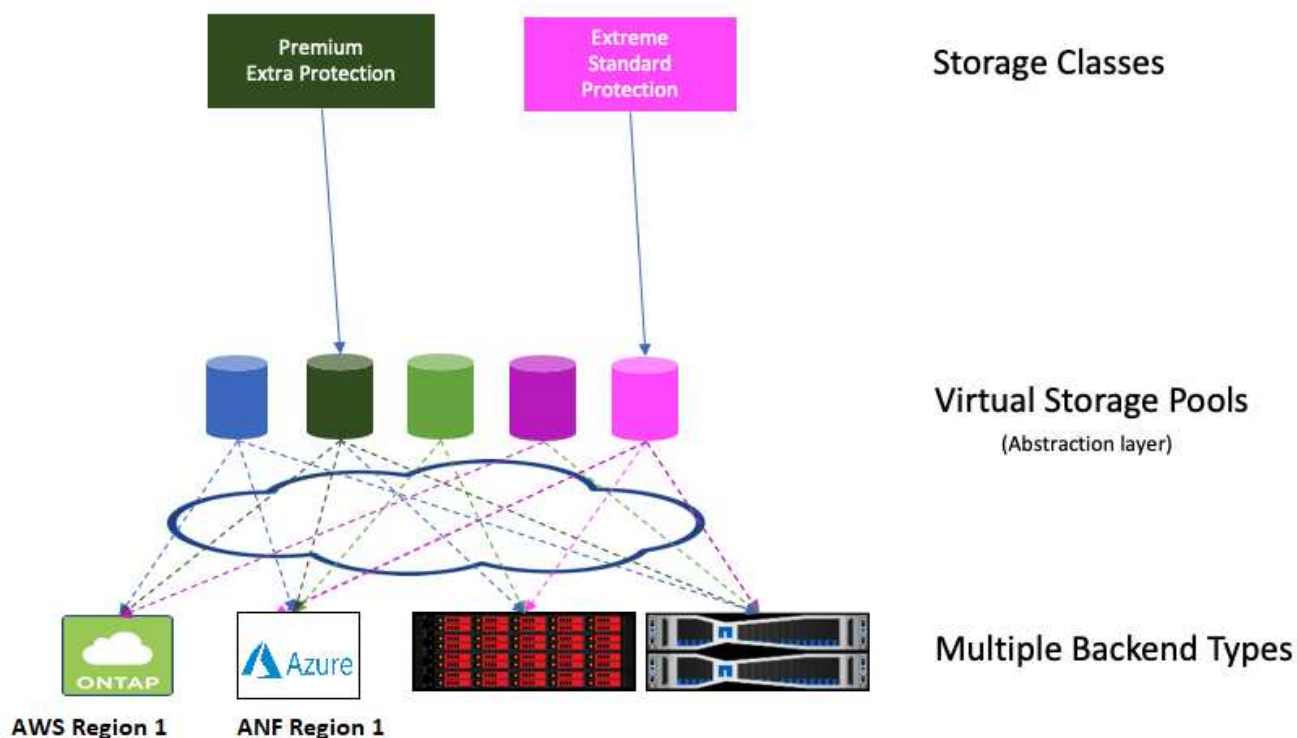 Premium
Extra Protection
Extreme
Standard
Protection
Storage Classes
Virtual Storage Pools
(Abstraction layer)
ONTAP
Azure
Multiple Backend Types
AWS Region 1
ANF Region 1